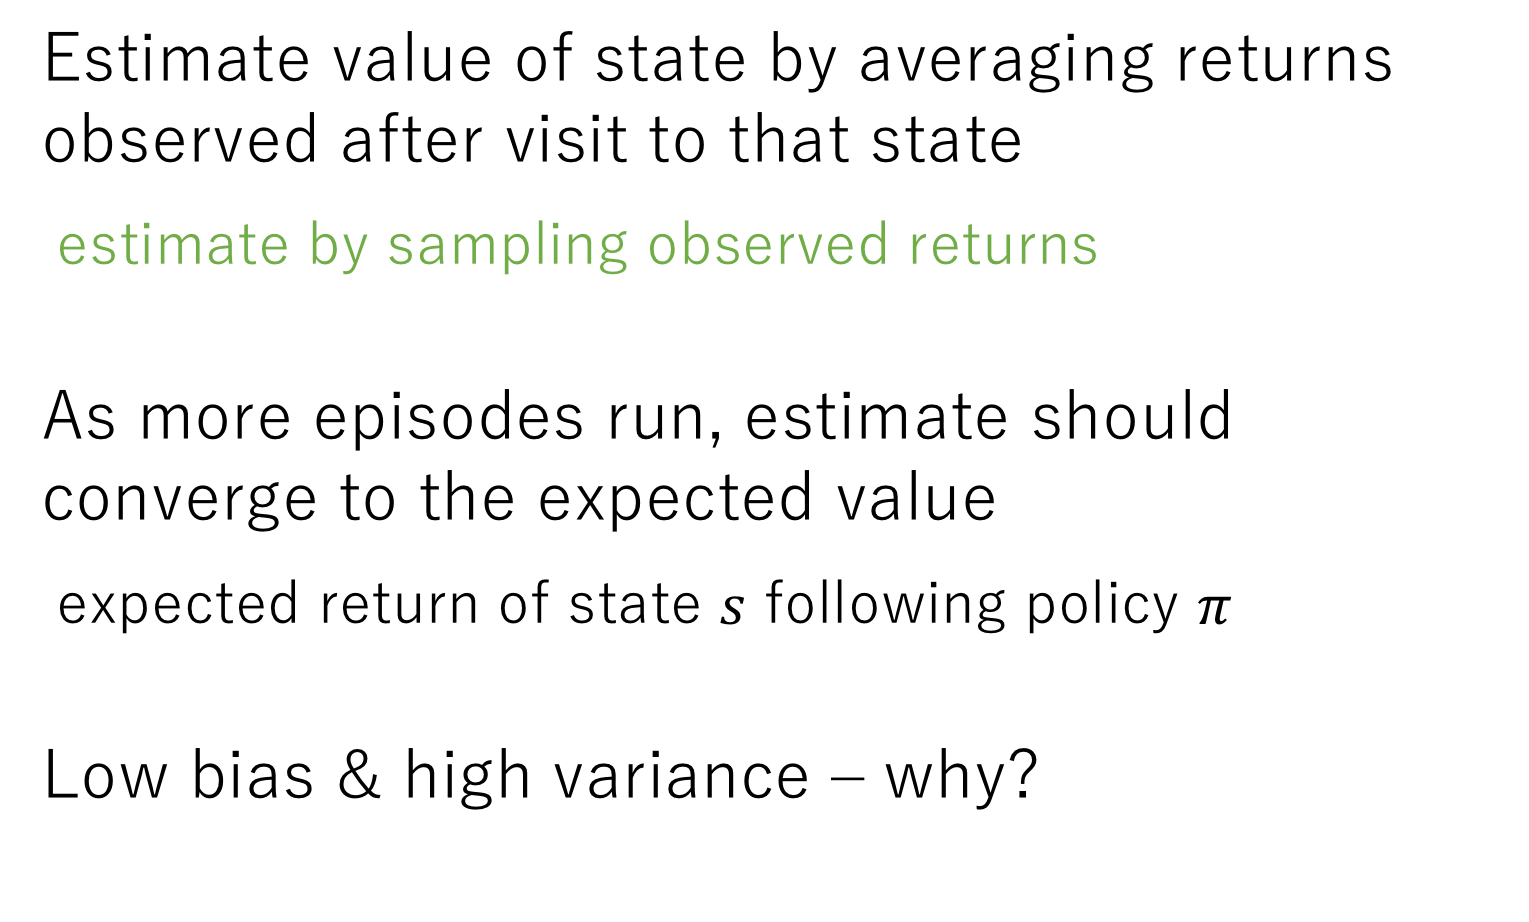 Estimate value of state by averaging returns
observed after visit to that state
estimate by sampling observed returns
As more episodes run, estimate should
converge to the expected value
expected return of state 𝑠 following policy 𝜋
Low bias & high variance – why?